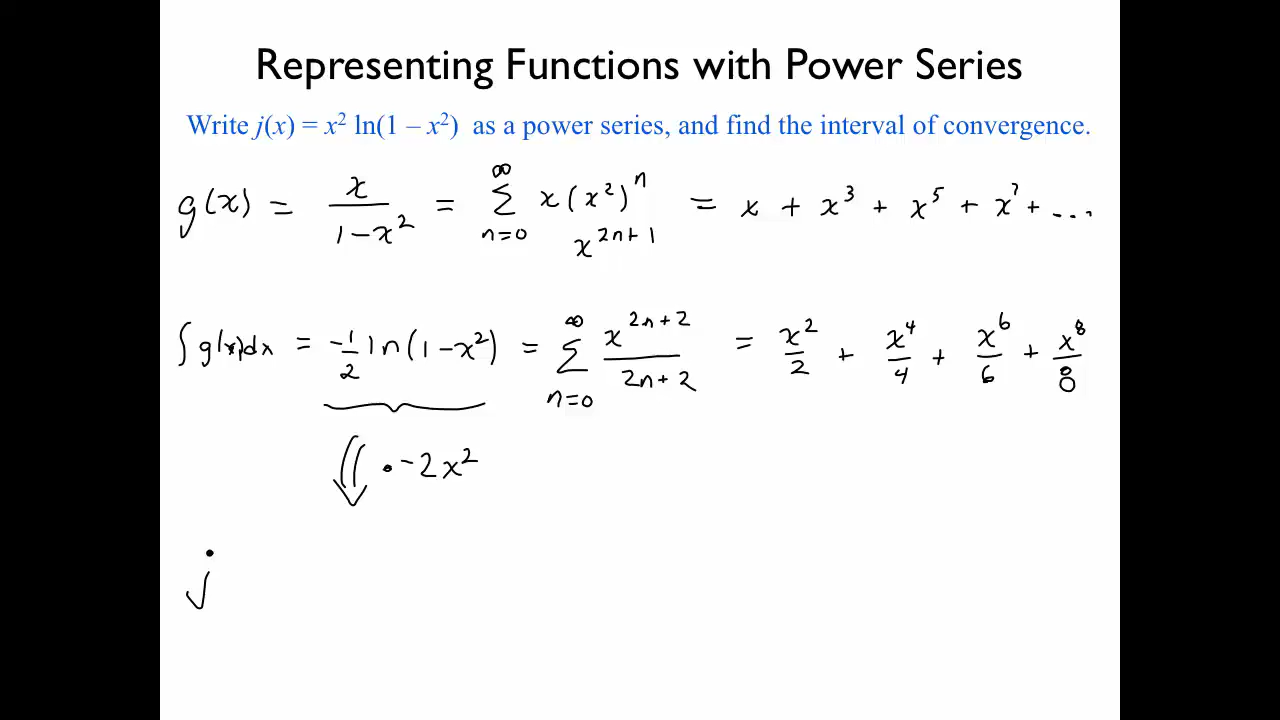 Representing Functions with Power Series
Write j(x) = x² ln(1 – x²) as a power series, and find the interval of convergence.
g(x) = x/(1-x²) = ∑_{n=0}^{∞} x(x²)ⁿ = x + x³ + x⁵ + x⁷ + ...
x^{2n+1}
∫g(x)dx = -1/2 ln(1-x²) = ∑_{n=0}^{∞} x^{2n+2}/(2n+2) = x²/2 + x⁴/4 + x⁶/6 + x⁸/8
⇓ • -2x²
j